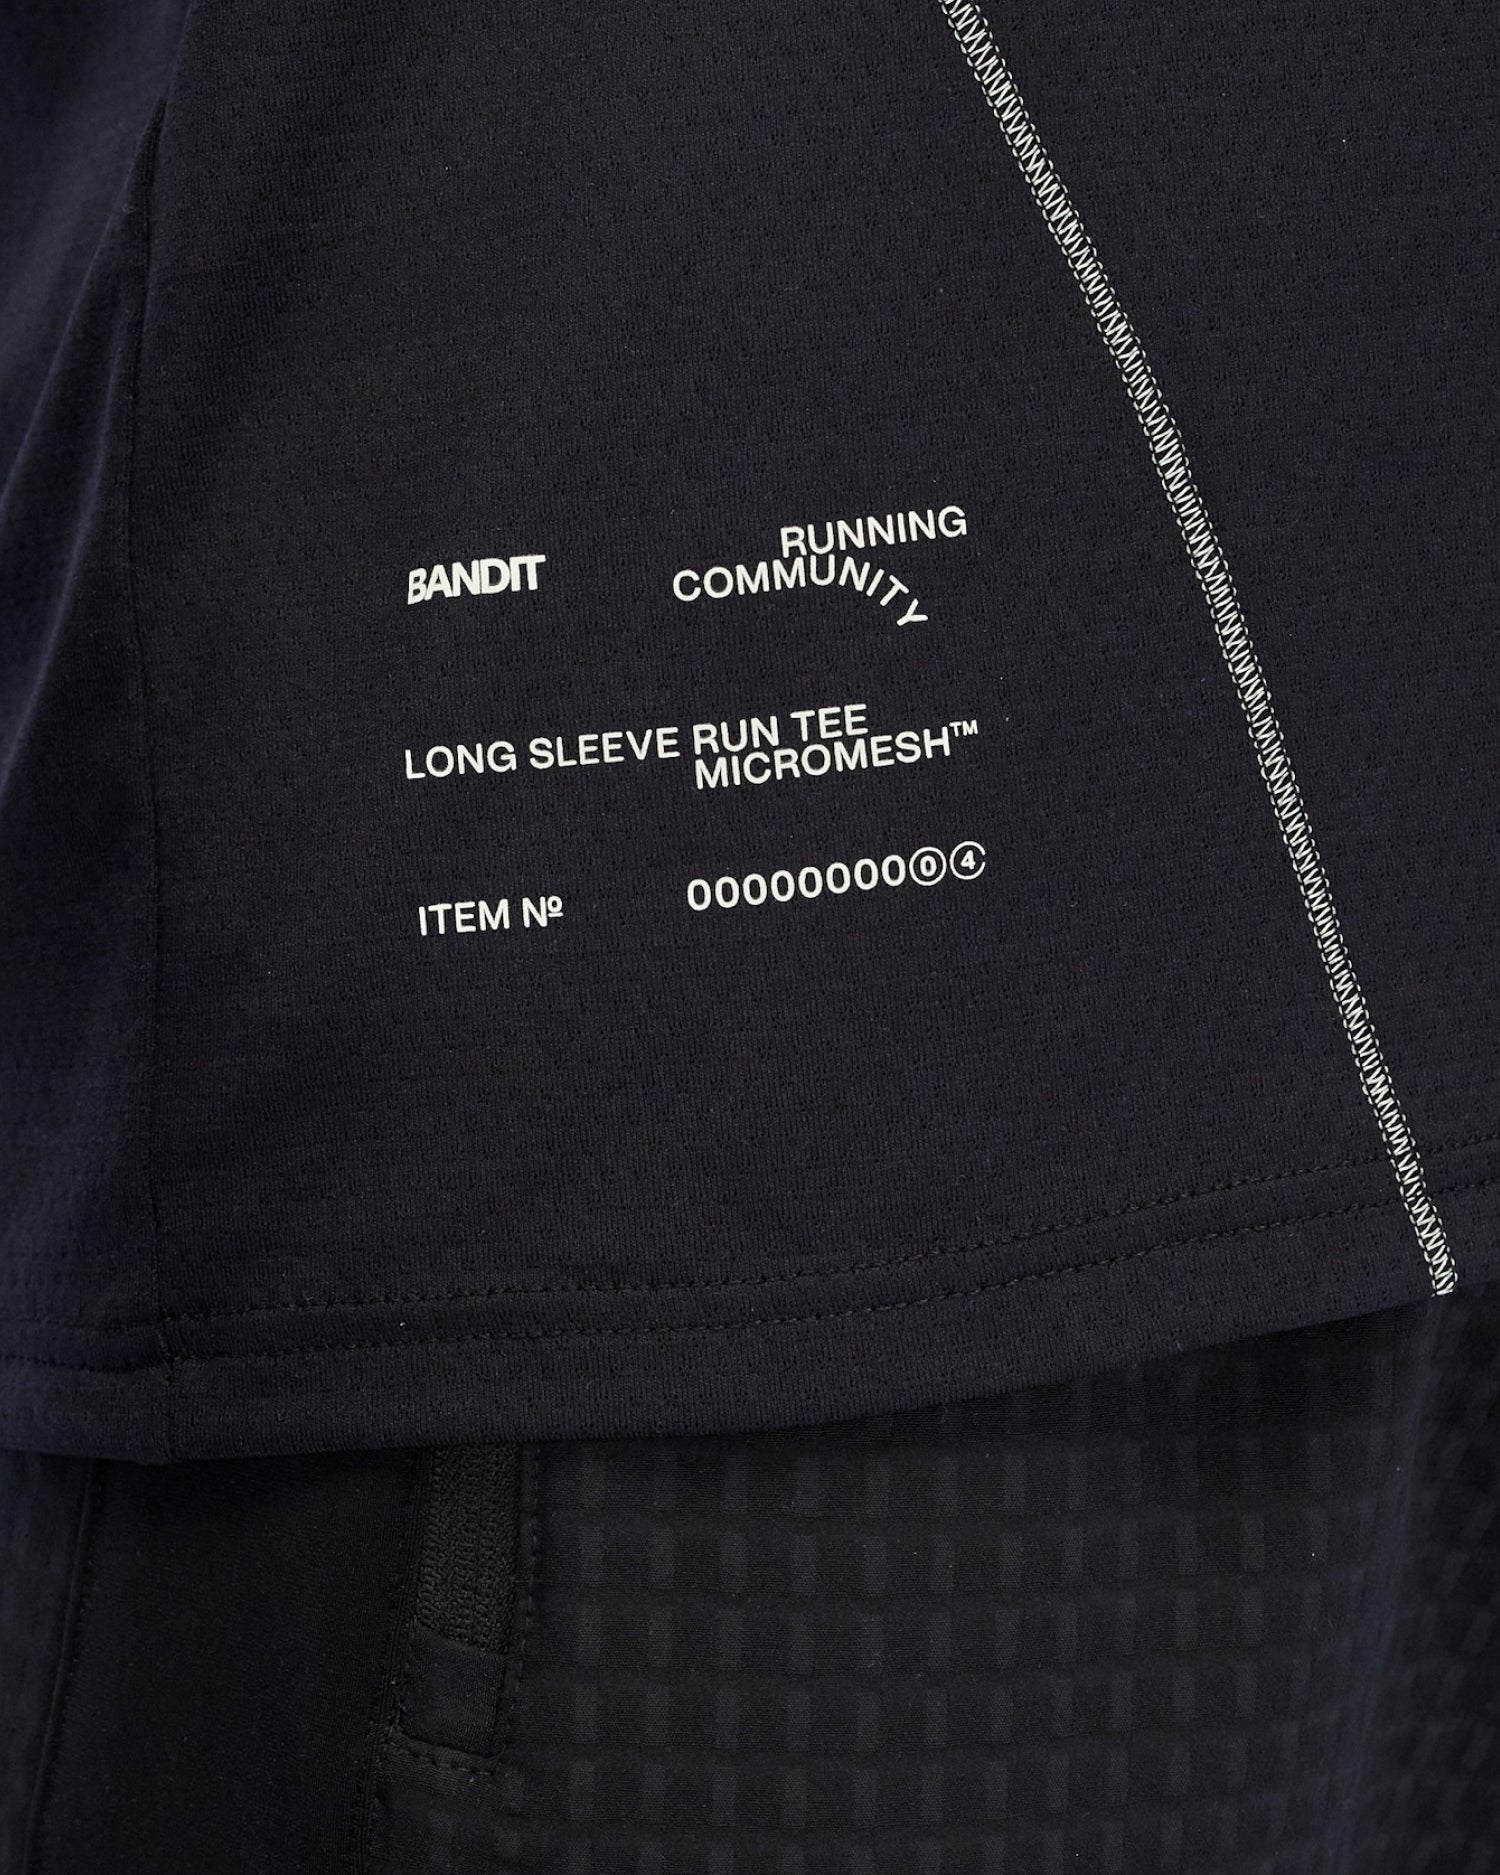 BANDIT
RUNNING
COMMUNITY
LONG SLEEVE RUN TEE
MICROMESH™
ITEM Nº
00000000⓪④